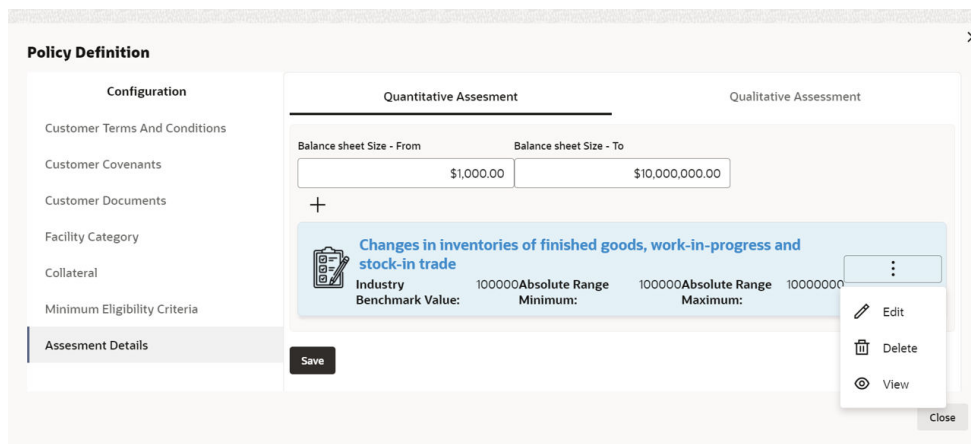 Policy Definition
Configuration
Customer Terms And Conditions
Customer Covenants
Customer Documents
Facility Category
Collateral
Minimum Eligibility Criteria
Assesment Details
Quantitative Assesment
Qualitative Assessment
Balance sheet Size - From
Balance sheet Size - To
$1,000.00
$10,000,000.00
Changes in inventories of finished goods, work-in-progress and
stock-in trade
Industry 100000 Absolute Range 100000 Absolute Range 10000000
Benchmark Value: Minimum: Maximum:
Edit
Delete
View
Save
Close